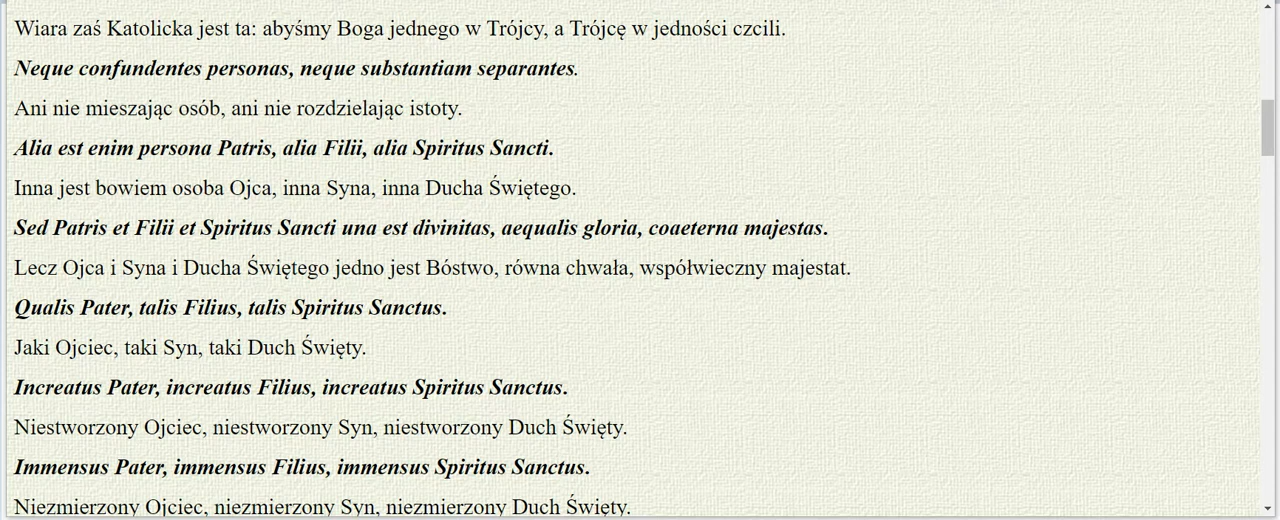 Wiara zaś Katolicka jest ta: abyśmy Boga jednego w Trójcy, a Trójcę w jedności czcili.
Neque confundentes personas, neque substantiam separantes.
Ani nie mieszając osób, ani nie rozdzielając istoty.
Alia est enim persona Patris, alia Filii, alia Spiritus Sancti.
Inna jest bowiem osoba Ojca, inna Syna, inna Ducha Świętego.
Sed Patris et Filii et Spiritus Sancti una est divinitas, aequalis gloria, coaeterna majestas.
Lecz Ojca i Syna i Ducha Świętego jedno jest Bóstwo, równa chwała, współwieczny majestat.
Qualis Pater, talis Filius, talis Spiritus Sanctus.
Jaki Ojciec, taki Syn, taki Duch Święty.
Increatus Pater, increatus Filius, increatus Spiritus Sanctus.
Niestworzony Ojciec, niestworzony Syn, niestworzony Duch Święty.
Immensus Pater, immensus Filius, immensus Spiritus Sanctus.
Niezmierzony Ojciec, niezmierzony Syn, niezmierzony Duch Święty.